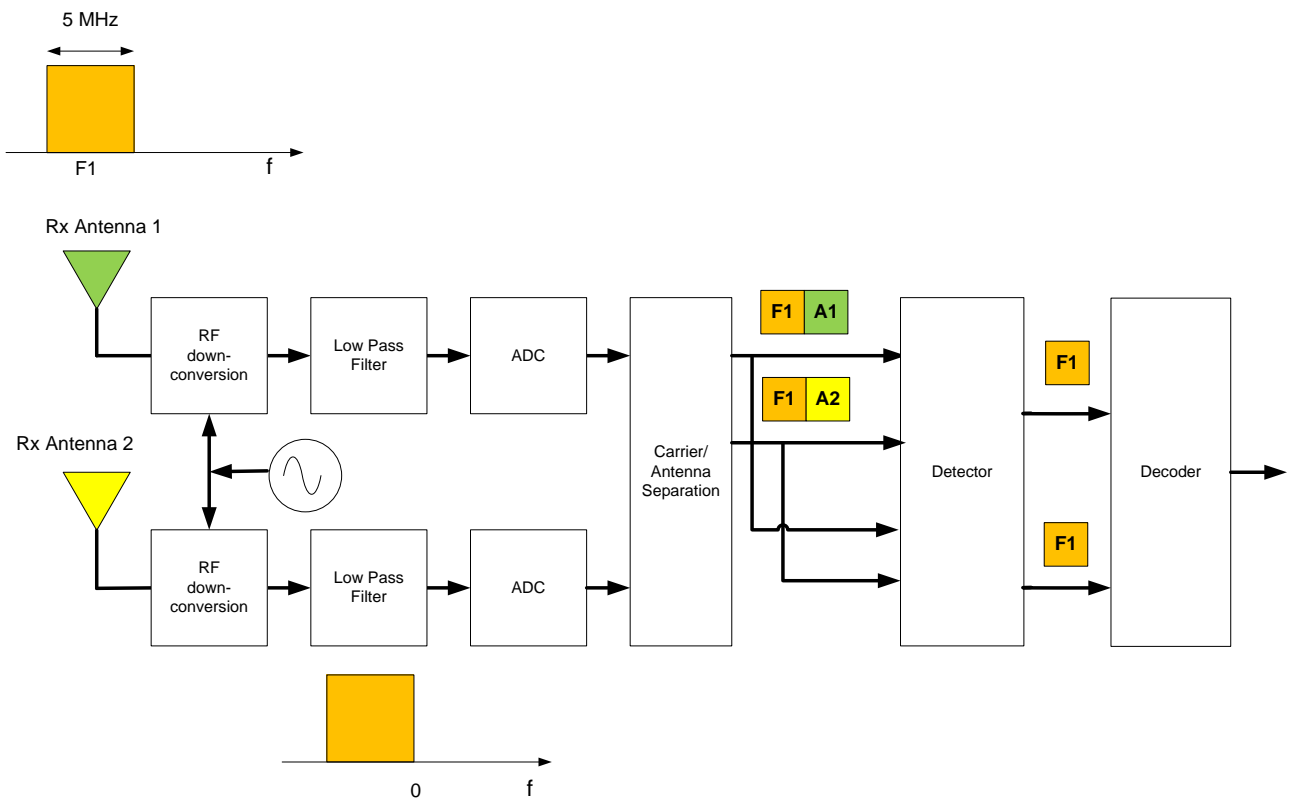 5 MHz
F1
f
Rx Antenna 1
RF
down-
conversion
Low Pass
Filter
ADC
F1
A1
F1
A2
Carrier/
Antenna
Separation
Detector
F1
F1
Decoder
Rx Antenna 2
RF
down-
conversion
Low Pass
Filter
ADC
0
f